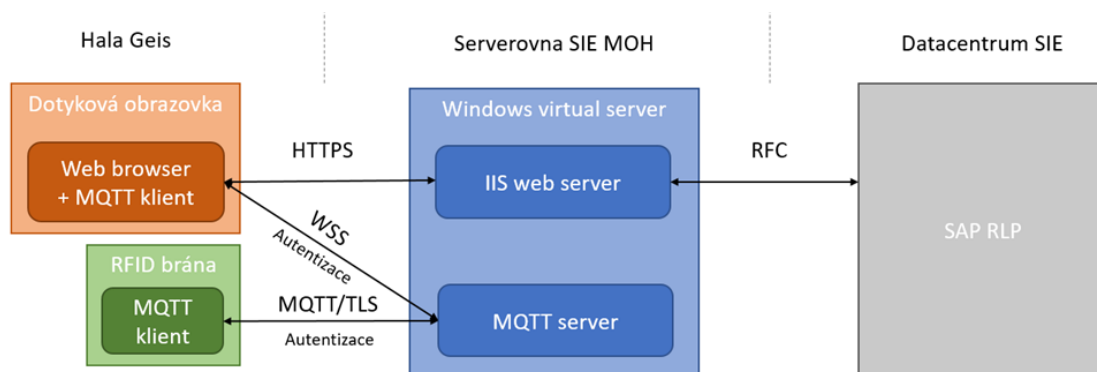 Hala Geis
Serverovna SIE MOH
Datacentrum SIE
Dotyková obrazovka
Web browser
+ MQTT klient
RFID brána
MQTT
klient
HTTPS
WSS
Autentizace
MQTT/TLS
Autentizace
Windows virtual server
IIS web server
MQTT server
RFC
SAP RLP